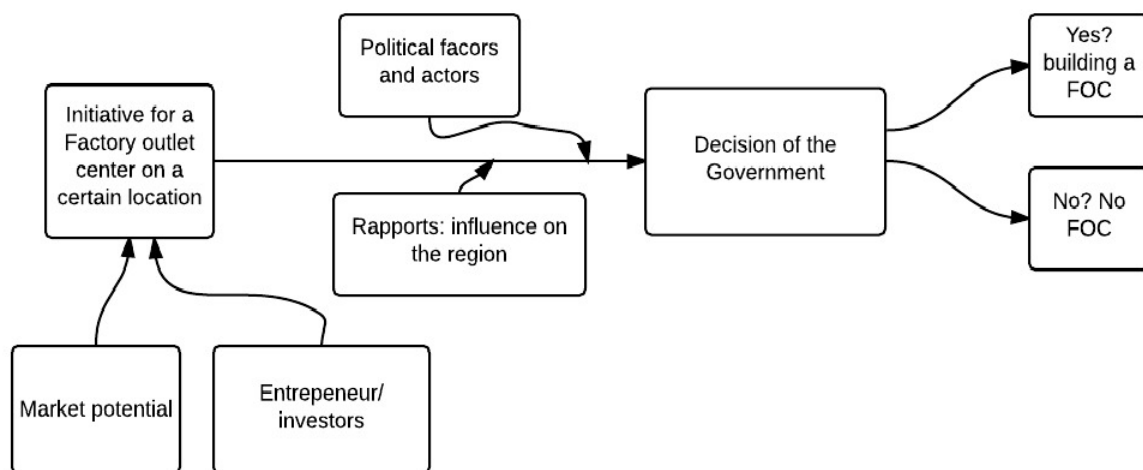 Political facors
and actors
Yes?
building a
FOC
Initiative for a
Factory outlet
center on a
certain location
Decision of the
Government
Rapports: influence on
the region
No? No
FOC
Market potential
Entrepeneur/
investors